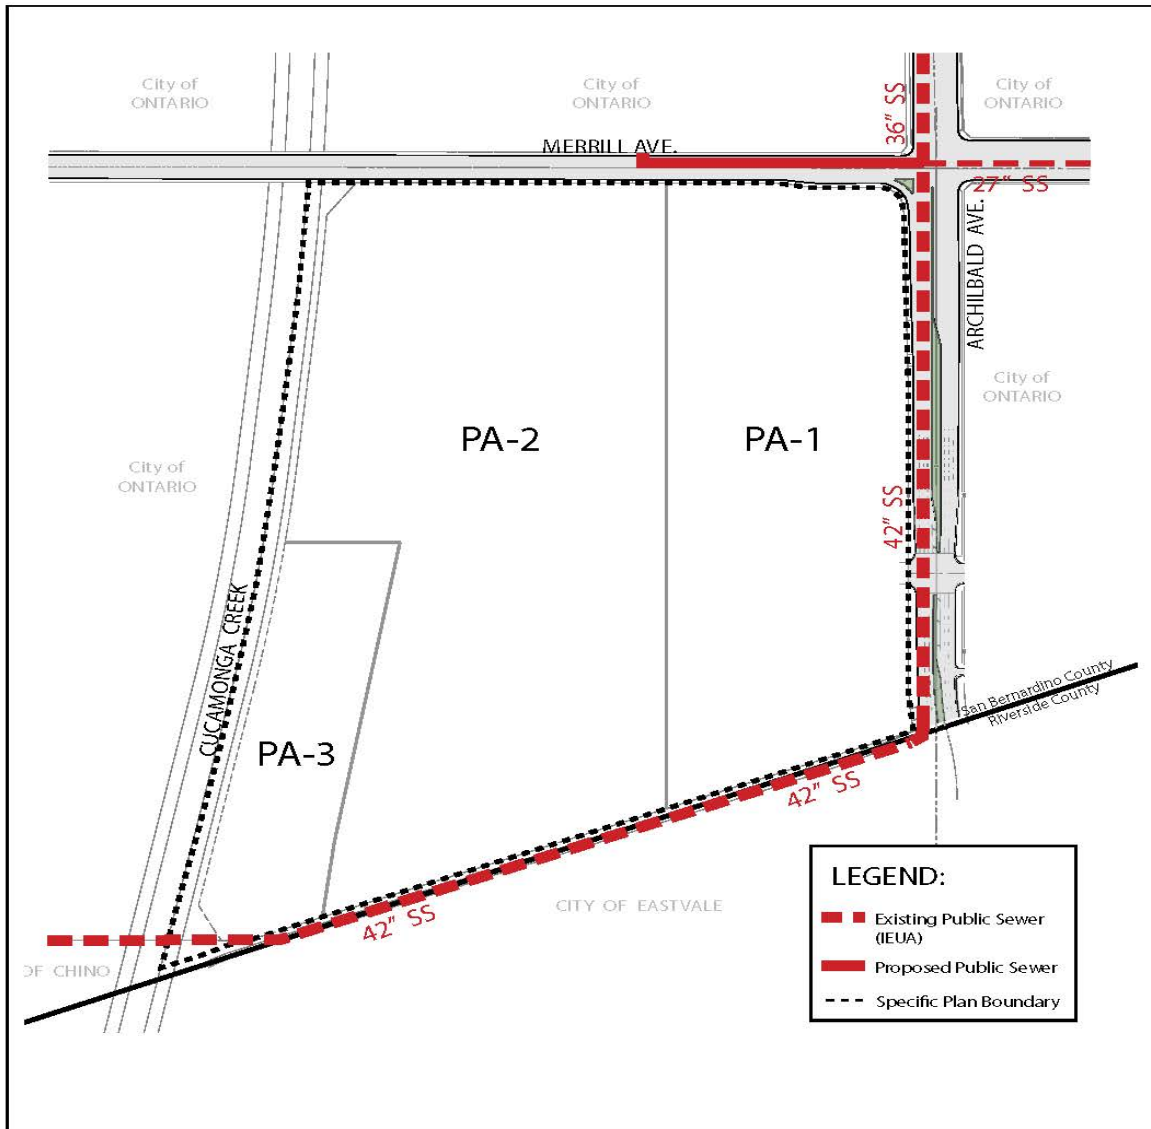 City of
ONTARIO
City of
ONTARIO
City of
ONTARIO
36" SS
MERRILL AVE.
27" SS
ARCHILBALD AVE.
City of
ONTARIO
PA-2
PA-1
City of
ONTARIO
42" SS
CUCAMONGA CREEK
San Bernardino County
Riverside County
PA-3
42" SS
42" SS
CITY OF EASTVALE
OF CHINO
LEGEND:
Existing Public Sewer
(IEUA)
Proposed Public Sewer
Specific Plan Boundary